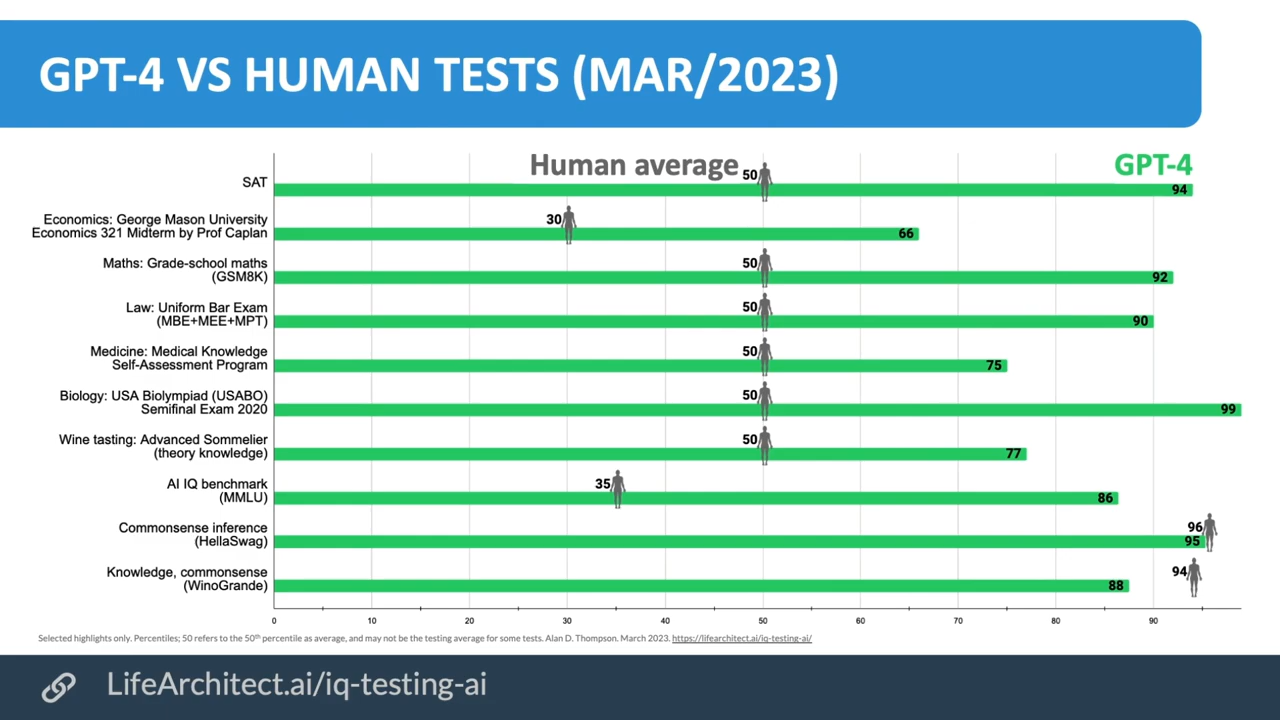 GPT-4 VS HUMAN TESTS (MAR/2023)
Human average
GPT-4
SAT
50
94
Economics: George Mason University
Economics 321 Midterm by Prof Caplan
30
66
Maths: Grade-school maths
(GSM8K)
50
92
Law: Uniform Bar Exam
(MBE+MEE+MPT)
50
90
Medicine: Medical Knowledge
Self-Assessment Program
50
75
Biology: USA Biolympiad (USABO)
Semifinal Exam 2020
50
99
Wine tasting: Advanced Sommelier
(theory knowledge)
50
77
AI IQ benchmark
(MMLU)
35
86
Commonsense inference
(HellaSwag)
96
95
Knowledge, commonsense
(WinoGrande)
94
88
0 10 20 30 40 50 60 70 80 90
Selected highlights only. Percentiles; 50 refers to the 50th percentile as average, and may not be the testing average for some tests. Alan D. Thompson. March 2023. https://lifearchitect.ai/iq-testing-ai/
LifeArchitect.ai/iq-testing-ai